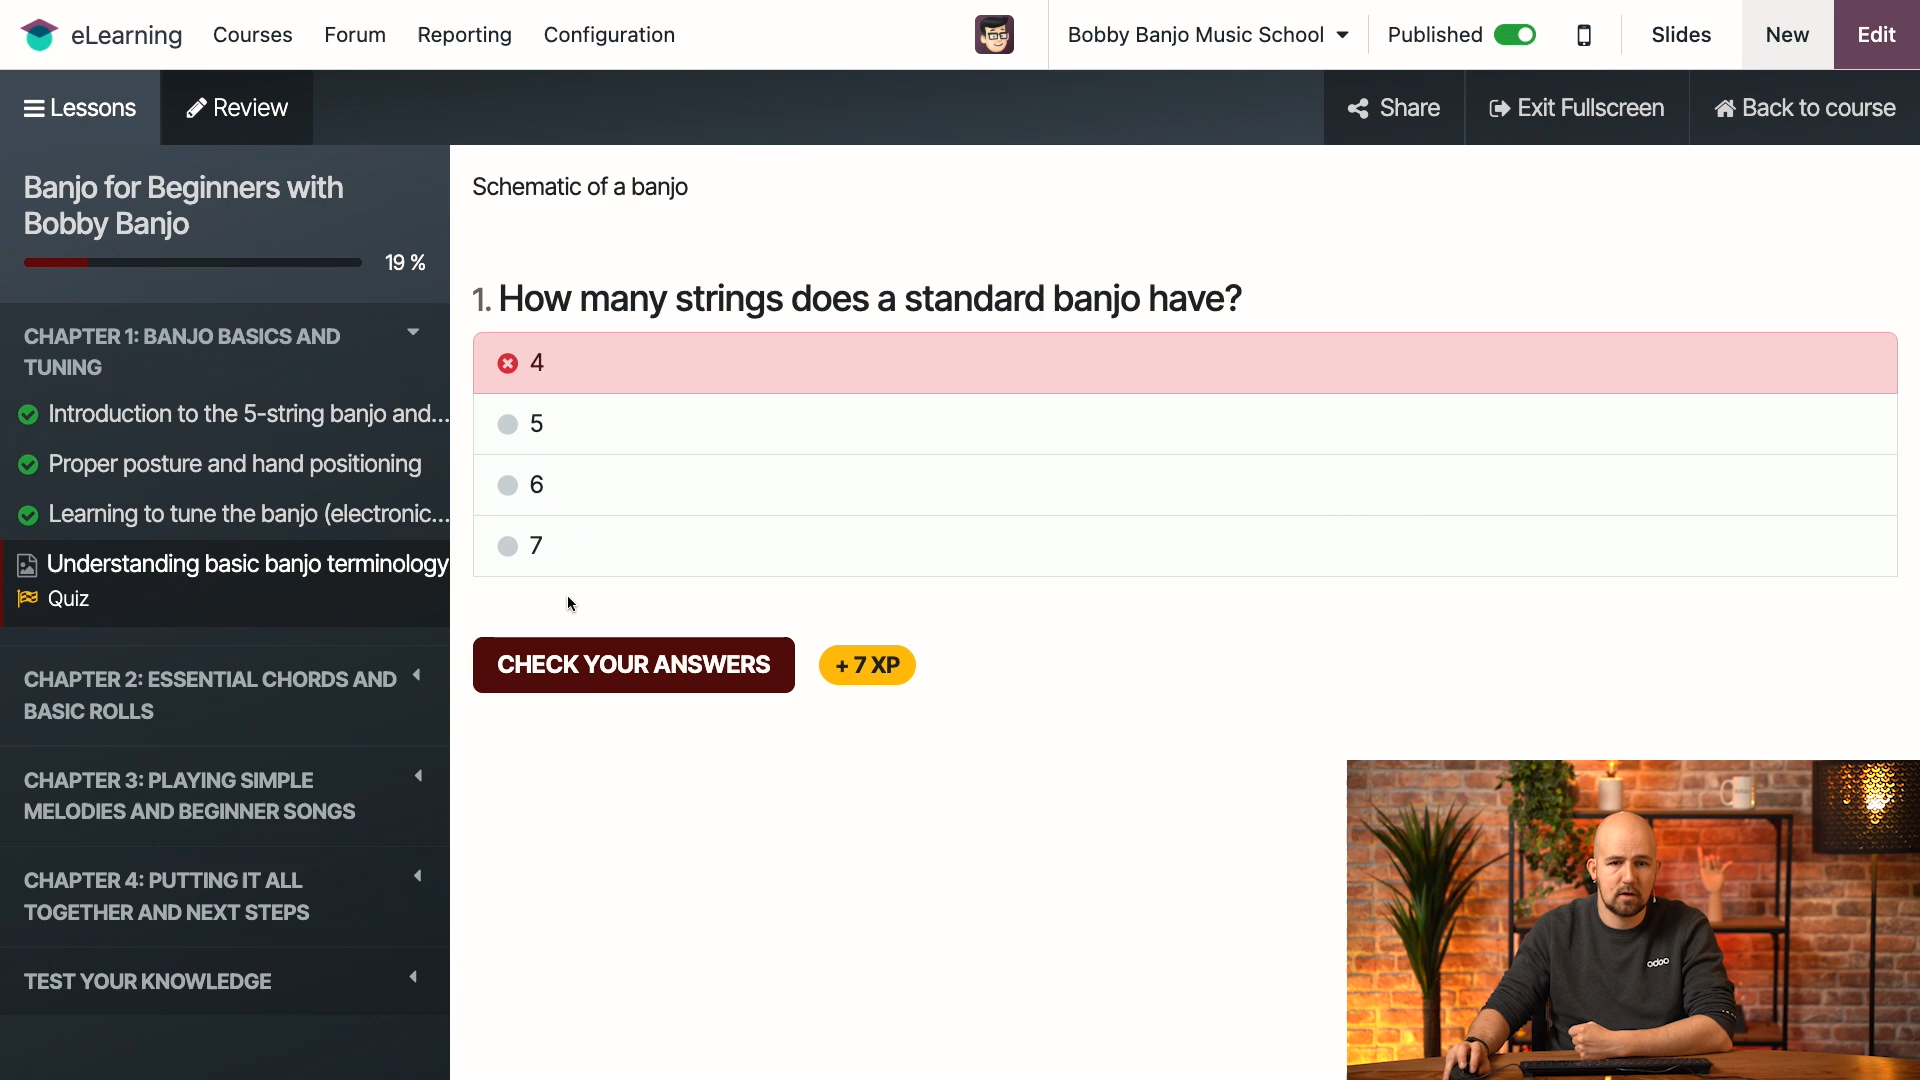 eLearning Courses Forum Reporting Configuration Bobby Banjo Music School Published Slides New Edit
Lessons Review Share Exit Fullscreen Back to course
Banjo for Beginners with
Bobby Banjo
19 %
CHAPTER 1: BANJO BASICS AND
TUNING
Introduction to the 5-string banjo and...
Proper posture and hand positioning
Learning to tune the banjo (electronic...
Understanding basic banjo terminology
Quiz
CHAPTER 2: ESSENTIAL CHORDS AND
BASIC ROLLS
CHAPTER 3: PLAYING SIMPLE
MELODIES AND BEGINNER SONGS
CHAPTER 4: PUTTING IT ALL
TOGETHER AND NEXT STEPS
TEST YOUR KNOWLEDGE
Schematic of a banjo
1. How many strings does a standard banjo have?
4
5
6
7
CHECK YOUR ANSWERS + 7 XP
odoo